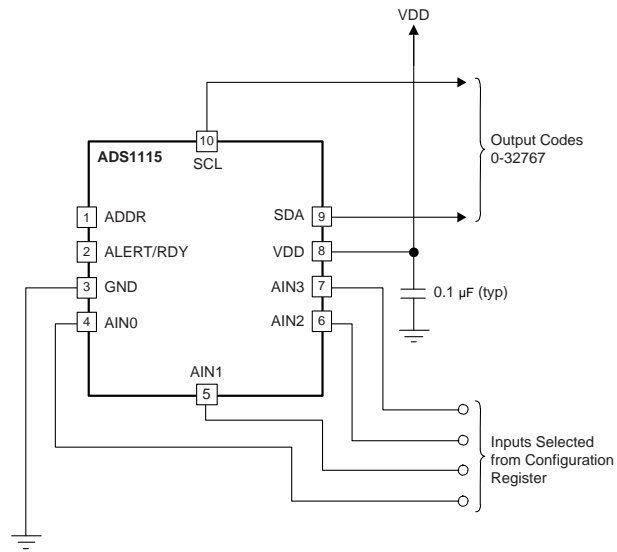 VDD
10
ADS1115
SCL
Output Codes
0-32767
1 ADDR
SDA 9
2 ALERT/RDY
VDD 8
3 GND
AIN3 7
0.1 µF (typ)
4 AIN0
AIN2 6
AIN1
5
Inputs Selected
from Configuration
Register